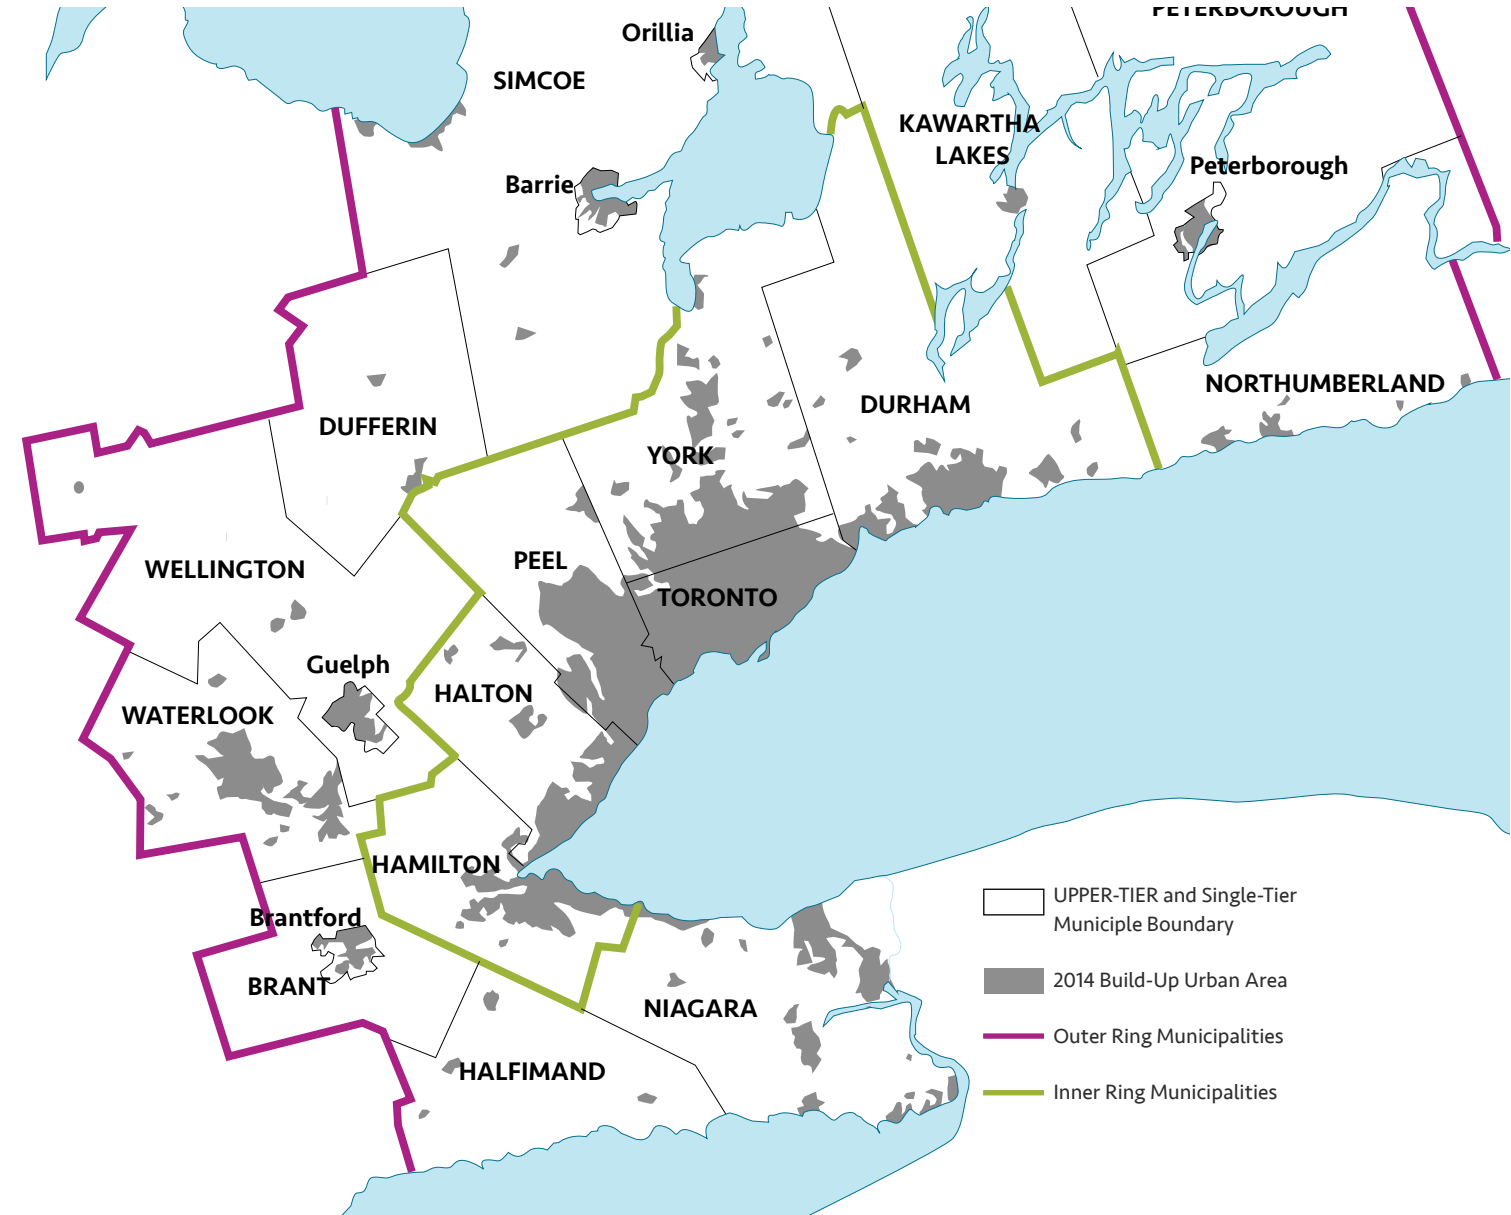 PETERBOROUGH
Orillia
SIMCOE
KAWARTHA
LAKES
Peterborough
Barrie
NORTHUMBERLAND
DURHAM
DUFFERIN
YORK
PEEL
WELLINGTON
TORONTO
Guelph
HALTON
WATERLOOK
HAMILTON
Brantford
BRANT
NIAGARA
HALFIMAND
UPPER-TIER and Single-Tier
Municiple Boundary
2014 Build-Up Urban Area
Outer Ring Municipalities
Inner Ring Municipalities